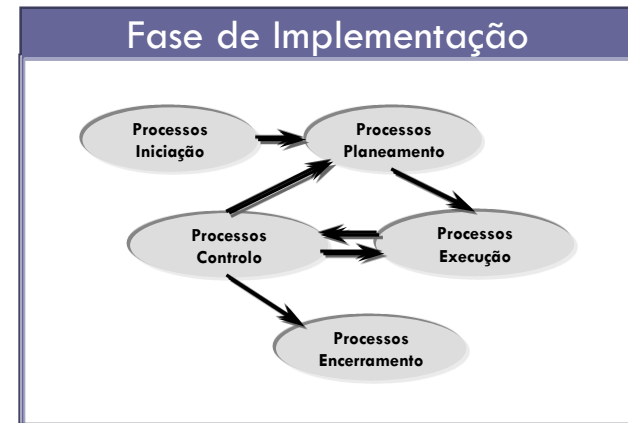 Fase de Implementação
Processos
Iniciação
Processos
Planeamento
Processos
Controlo
Processos
Execução
Processos
Encerramento